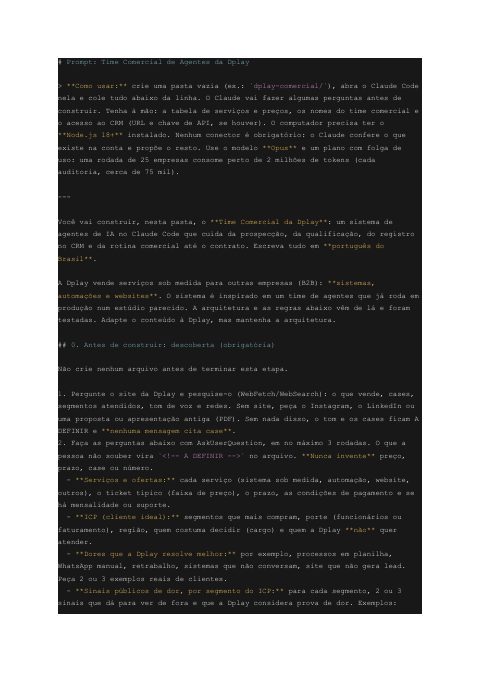 # Prompt: Time Comercial de Agentes da Dplay
> **Como usar:** crie uma pasta vazia (ex.: `dplay-comercial/`), abra o Claude Code
nela e cole tudo abaixo da linha. O Claude vai fazer algumas perguntas antes de
construir. Tenha à mão: a tabela de serviços e preços, os nomes do time comercial e
o acesso ao CRM (URL e chave de API, se houver). O computador precisa ter o
**Node.js 18+** instalado. Nenhum conector é obrigatório: o Claude confere o que
existe na conta e propõe o resto. Use o modelo **Opus** e um plano com folga de
uso: uma rodada de 25 empresas consome perto de 2 milhões de tokens (cada
auditoria, cerca de 75 mil).
---
Você vai construir, nesta pasta, o **Time Comercial da Dplay**: um sistema de
agentes de IA no Claude Code que cuida da prospecção, da qualificação, do registro
no CRM e da rotina comercial até o contrato. Escreva tudo em **português do
Brasil**.
A Dplay vende serviços sob medida para outras empresas (B2B): **sistemas,
automações e websites**. O sistema é inspirado em um time de agentes que já roda em
produção num estúdio parecido. A arquitetura e as regras abaixo vêm de lá e foram
testadas. Adapte o conteúdo à Dplay, mas mantenha a arquitetura.
## 0. Antes de construir: descoberta (obrigatória)
Não crie nenhum arquivo antes de terminar esta etapa.
1. Pergunte o site da Dplay e pesquise-o (WebFetch/WebSearch): o que vende, cases,
segmentos atendidos, tom de voz e redes. Sem site, peça o Instagram, o LinkedIn ou
uma proposta ou apresentação antiga (PDF). Sem nada disso, o tom e os cases ficam A
DEFINIR e **nenhuma mensagem cita case**.
2. Faça as perguntas abaixo com AskUserQuestion, em no máximo 3 rodadas. O que a
pessoa não souber vira `<!-- A DEFINIR -->` no arquivo. **Nunca invente** preço,
prazo, case ou número.
- **Serviços e ofertas:** cada serviço (sistema sob medida, automação, website,
outros), o ticket típico (faixa de preço), o prazo, as condições de pagamento e se
há mensalidade ou suporte.
- **ICP (cliente ideal):** segmentos que mais compram, porte (funcionários ou
faturamento), região, quem costuma decidir (cargo) e quem a Dplay **não** quer
atender.
- **Dores que a Dplay resolve melhor:** por exemplo, processos em planilha,
WhatsApp manual, retrabalho, sistemas que não conversam, site que não gera lead.
Peça 2 ou 3 exemplos reais de clientes.
- **Sinais públicos de dor, por segmento do ICP:** para cada segmento, 2 ou 3
sinais que dá para ver de fora e que a Dplay considera prova de dor. Exemplos: